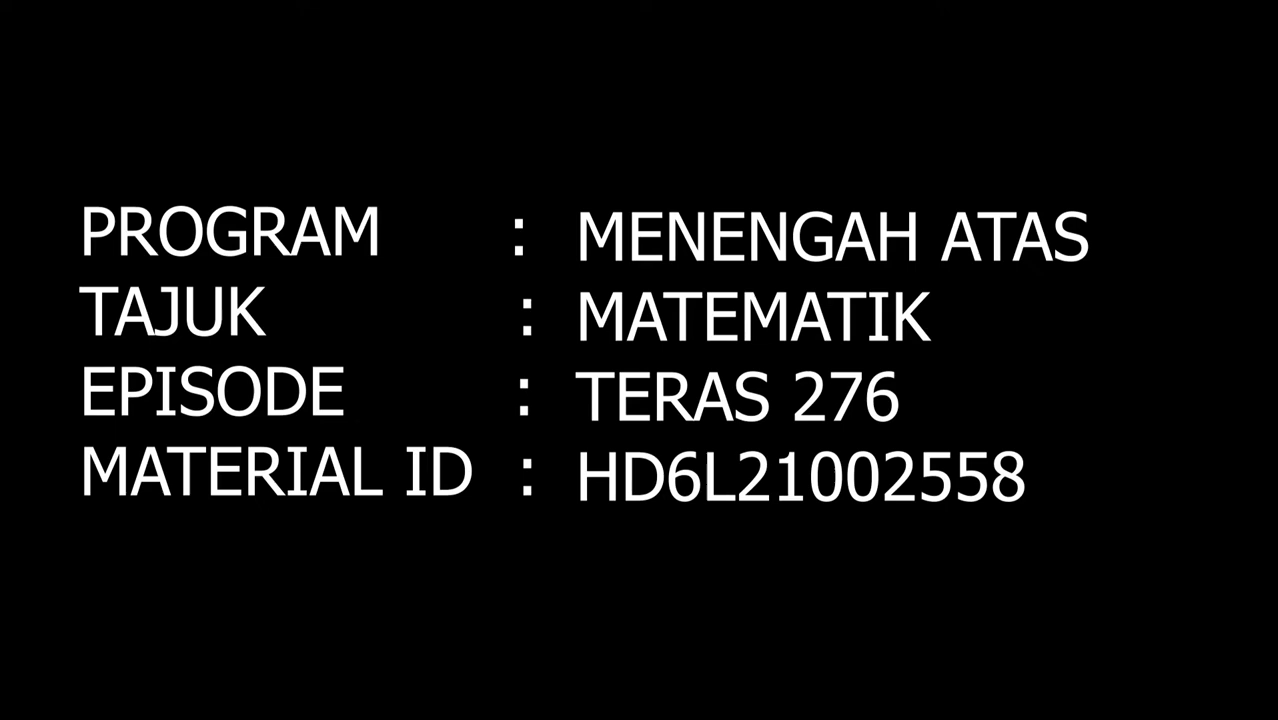 PROGRAM : MENENGAH ATAS
TAJUK : MATEMATIK
EPISODE : TERAS 276
MATERIAL ID : HD6L21002558